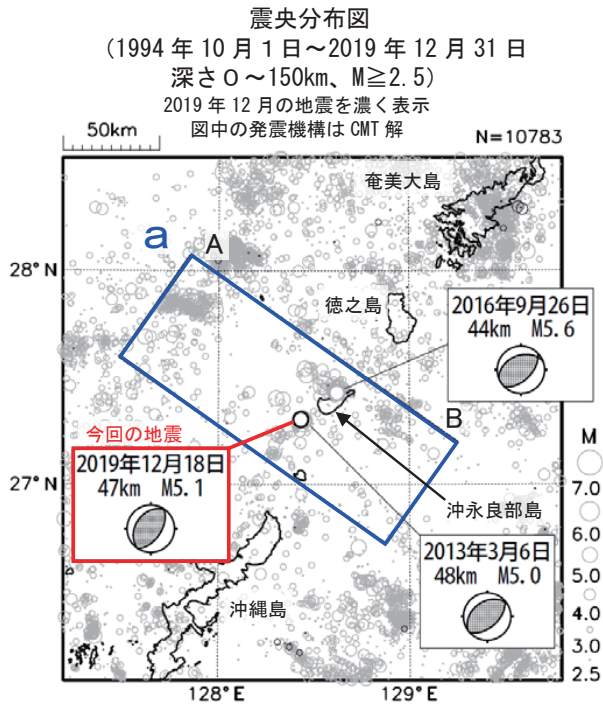 震央分布図
(1994年10月1日～2019年12月31日
深さ0～150km、M≧2.5)
2019年12月の地震を濃く表示
図中の発震機構はCMT解
50km
N=10783
奄美大島
a
A
28°N
徳之島
2016年9月26日
44km M5.6
B
今回の地震
2019年12月18日
47km M5.1
27°N
沖永良部島
2013年3月6日
48km M5.0
沖縄島
M
7.0
6.0
5.0
4.0
3.0
2.5
128°E
129°E